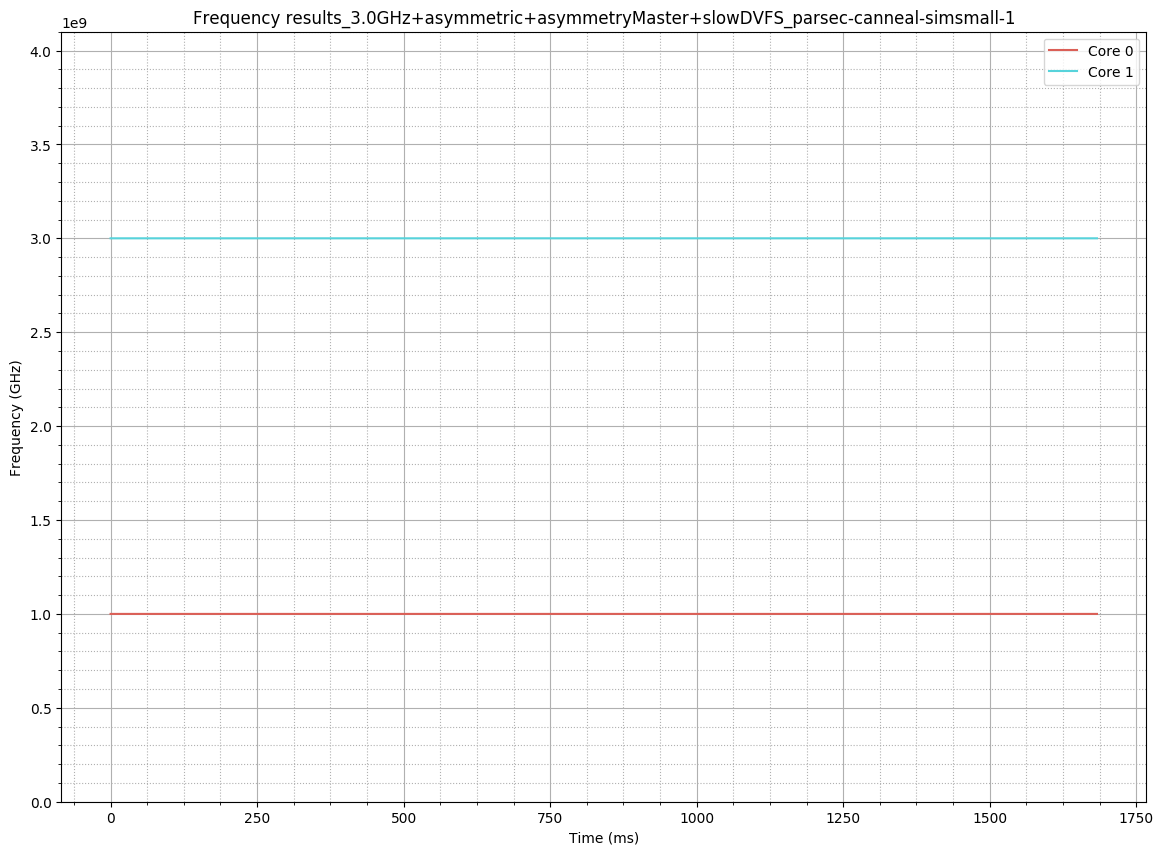 Frequency results_3.0GHz+asymmetric+asymmetryMaster+slowDVFS_parsec-canneal-simsmall-1
1e9
Core 0
Core 1
4.0
3.5
3.0
2.5
2.0
1.5
1.0
0.5
0.0
Frequency (GHz)
0 250 500 750 1000 1250 1500 1750
Time (ms)